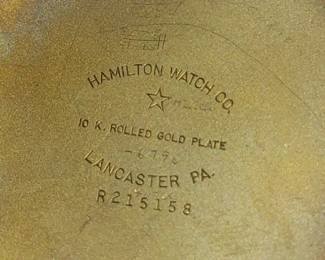 HAMILTON WATCH CO.
10 K. ROLLED GOLD PLATE
LANCASTER PA.
R215158